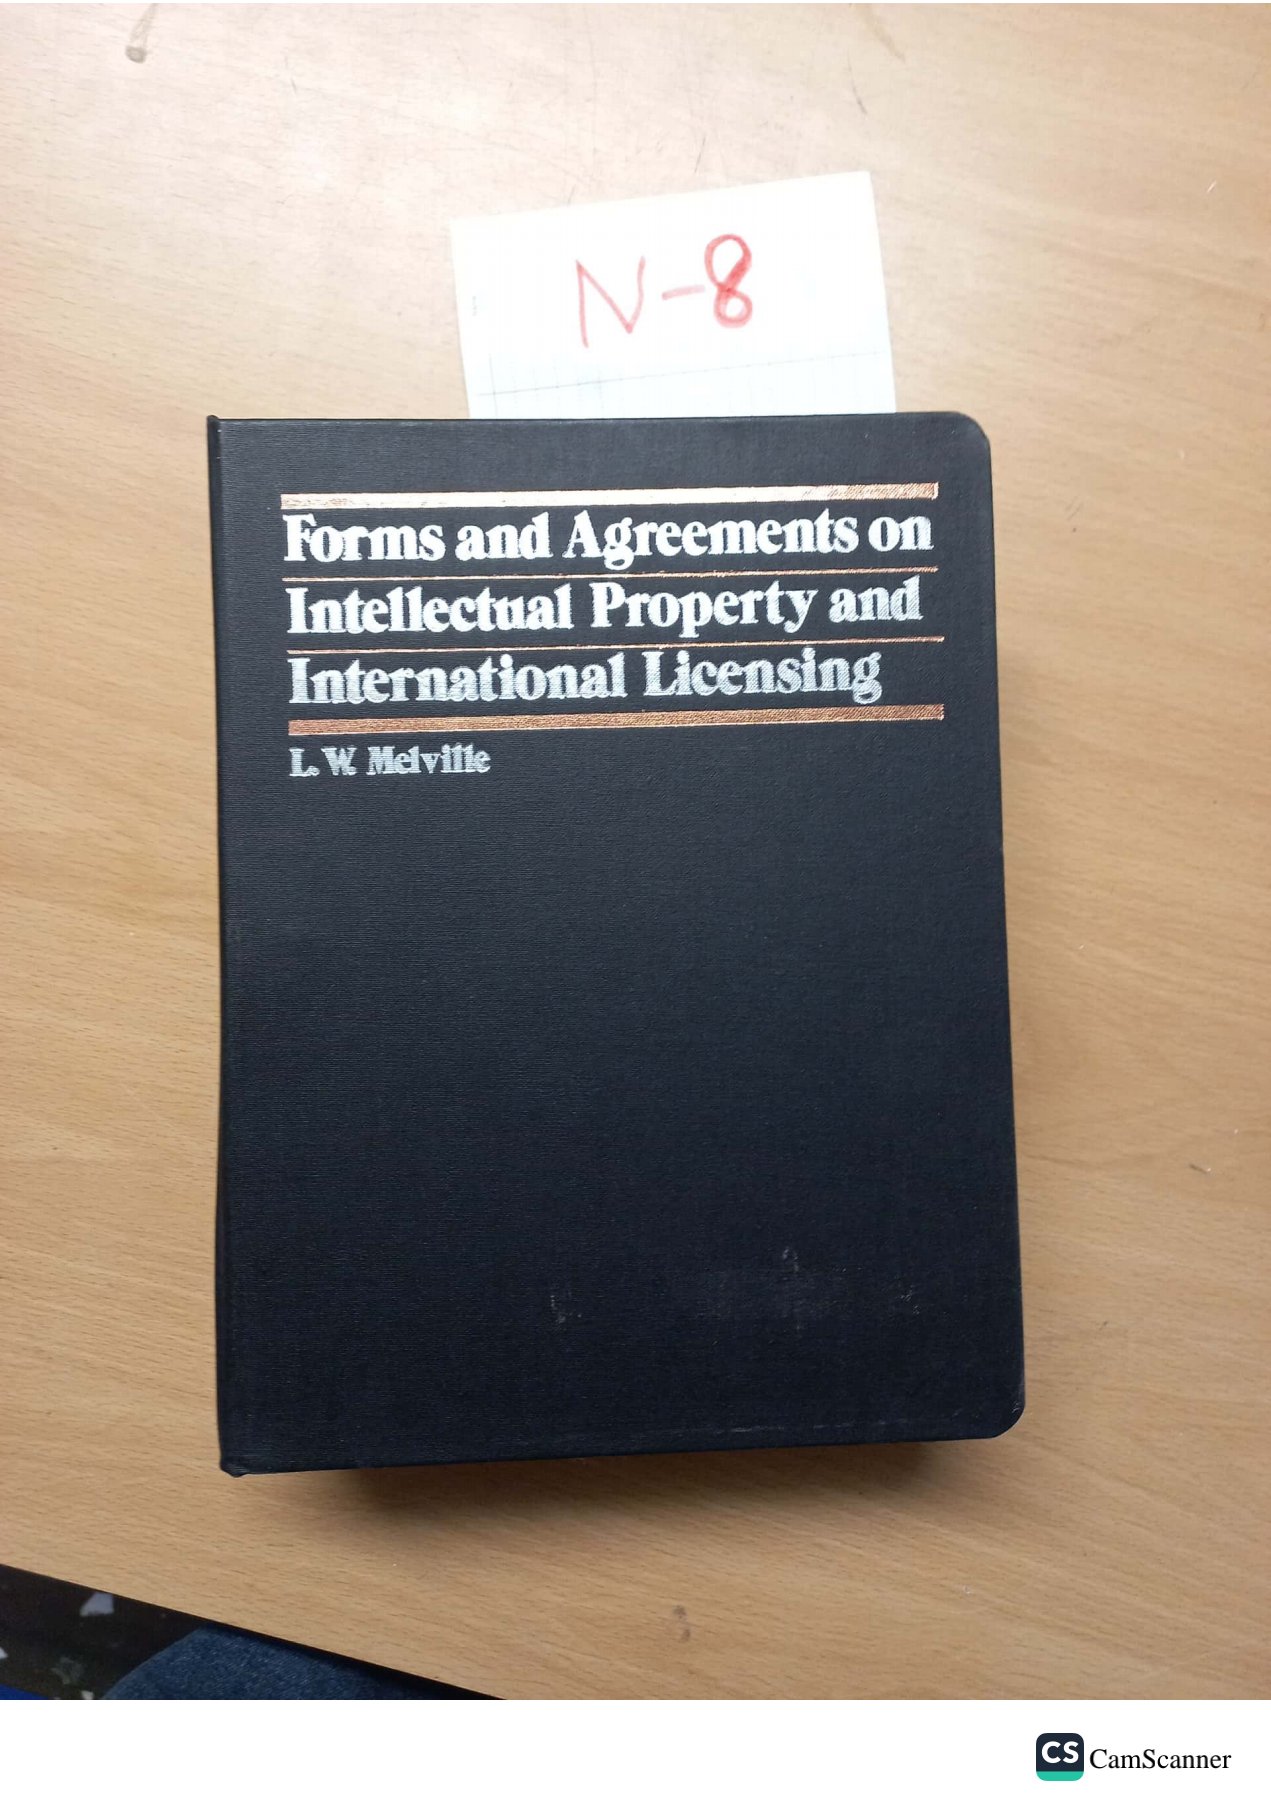 N-8
Forms and Agreements on
Intellectual Property and
International Licensing
L. W. Melville
CS CamScanner